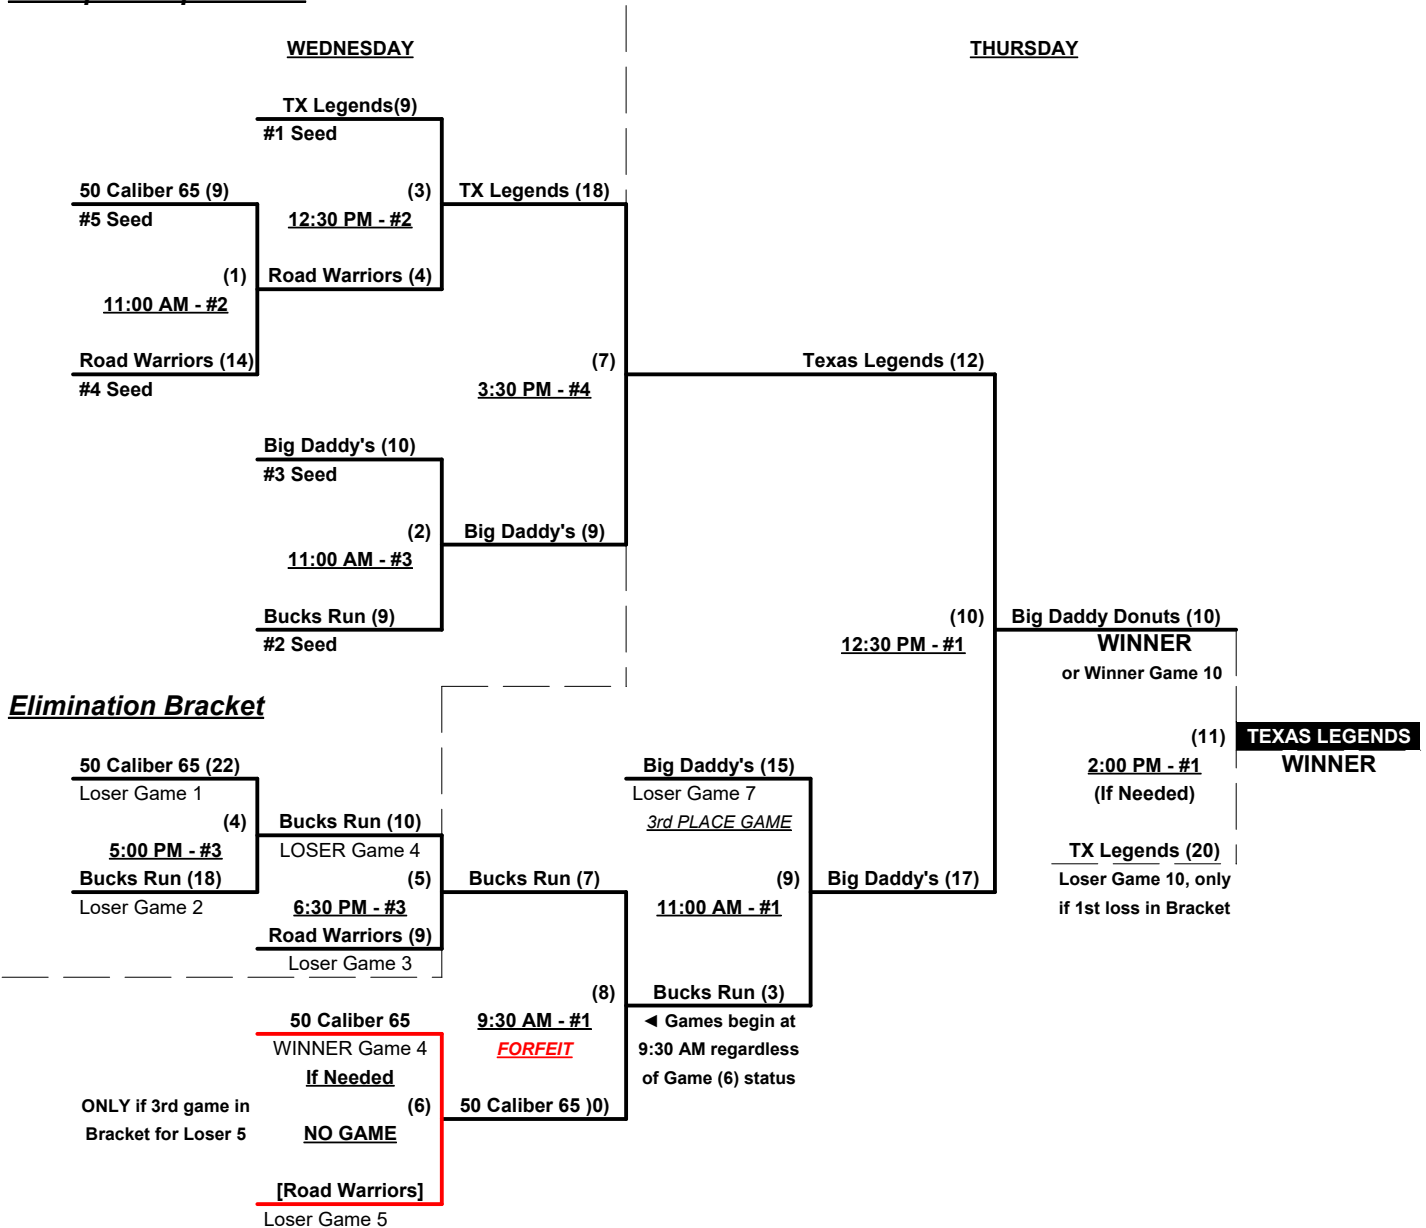 WEDNESDAY
THURSDAY
TX Legends(9)
#1 Seed
50 Caliber 65 (9)
(3)
TX Legends (18)
#5 Seed
12:30 PM - #2
(1)
Road Warriors (4)
11:00 AM - #2
Road Warriors (14)
(7)
Texas Legends (12)
#4 Seed
3:30 PM - #4
Big Daddy's (10)
#3 Seed
(2)
Big Daddy's (9)
11:00 AM - #3
Bucks Run (9)
(10)
Big Daddy Donuts (10)
#2 Seed
12:30 PM - #1
WINNER
or Winner Game 10
Elimination Bracket
(11)
TEXAS LEGENDS
50 Caliber 65 (22)
Big Daddy's (15)
2:00 PM - #1
WINNER
Loser Game 1
Loser Game 7
(If Needed)
(4)
Bucks Run (10)
3rd PLACE GAME
5:00 PM - #3
LOSER Game 4
TX Legends (20)
Bucks Run (18)
(5)
Bucks Run (7)
(9)
Big Daddy's (17)
Loser Game 10, only
Loser Game 2
6:30 PM - #3
11:00 AM - #1
if 1st loss in Bracket
Road Warriors (9)
Loser Game 3
(8)
Bucks Run (3)
50 Caliber 65
9:30 AM - #1
◄ Games begin at
WINNER Game 4
FORFEIT
9:30 AM regardless
If Needed
of Game (6) status
ONLY if 3rd game in
(6)
50 Caliber 65 )0)
Bracket for Loser 5
NO GAME
[Road Warriors]
Loser Game 5